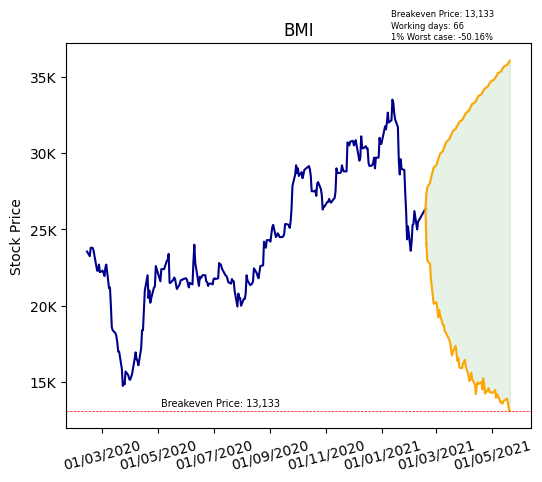 Breakeven Price: 13,133
Working days: 66
1% Worst case: -50.16%
BMI
Stock Price
35K
30K
25K
20K
15K
Breakeven Price: 13,133
01/03/2020
01/05/2020
01/07/2020
01/09/2020
01/11/2020
01/01/2021
01/03/2021
01/05/2021